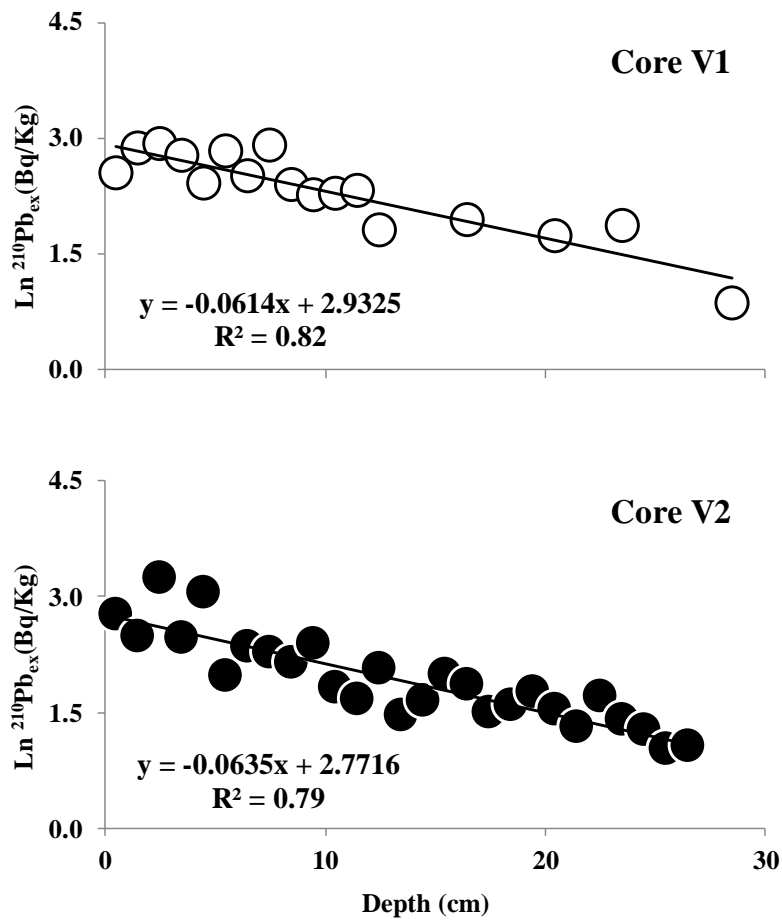 4.5
Core V1
3.0
Ln ²¹⁰Pbₑₓ(Bq/Kg)
1.5
y = -0.0614x + 2.9325
R² = 0.82
0.0
4.5
Core V2
3.0
Ln ²¹⁰Pbₑₓ(Bq/Kg)
1.5
y = -0.0635x + 2.7716
R² = 0.79
0.0
0 10 20 30
Depth (cm)